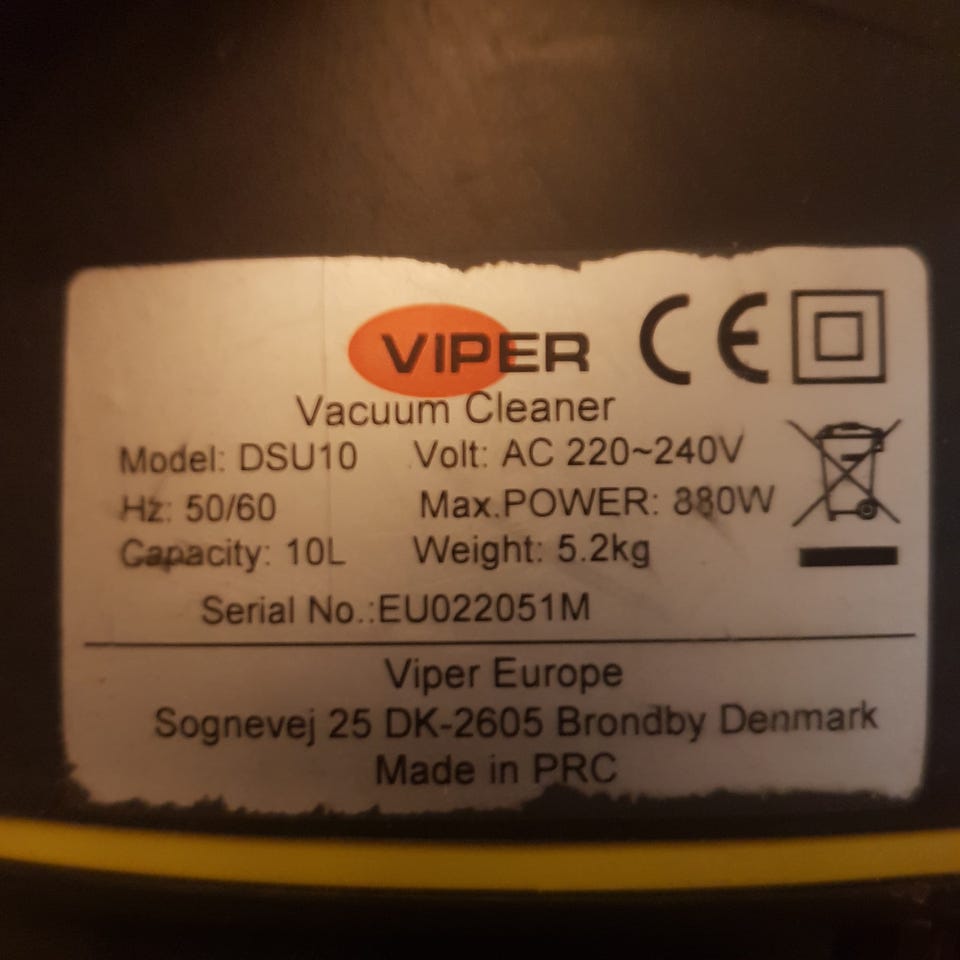 VIPER CE
Vacuum Cleaner
Model: DSU10 Volt: AC 220~240V
Hz: 50/60 Max.POWER: 880W
Capacity: 10L Weight: 5.2kg
Serial No.:EU022051M
Viper Europe
Sognevej 25 DK-2605 Brondby Denmark
Made in PRC